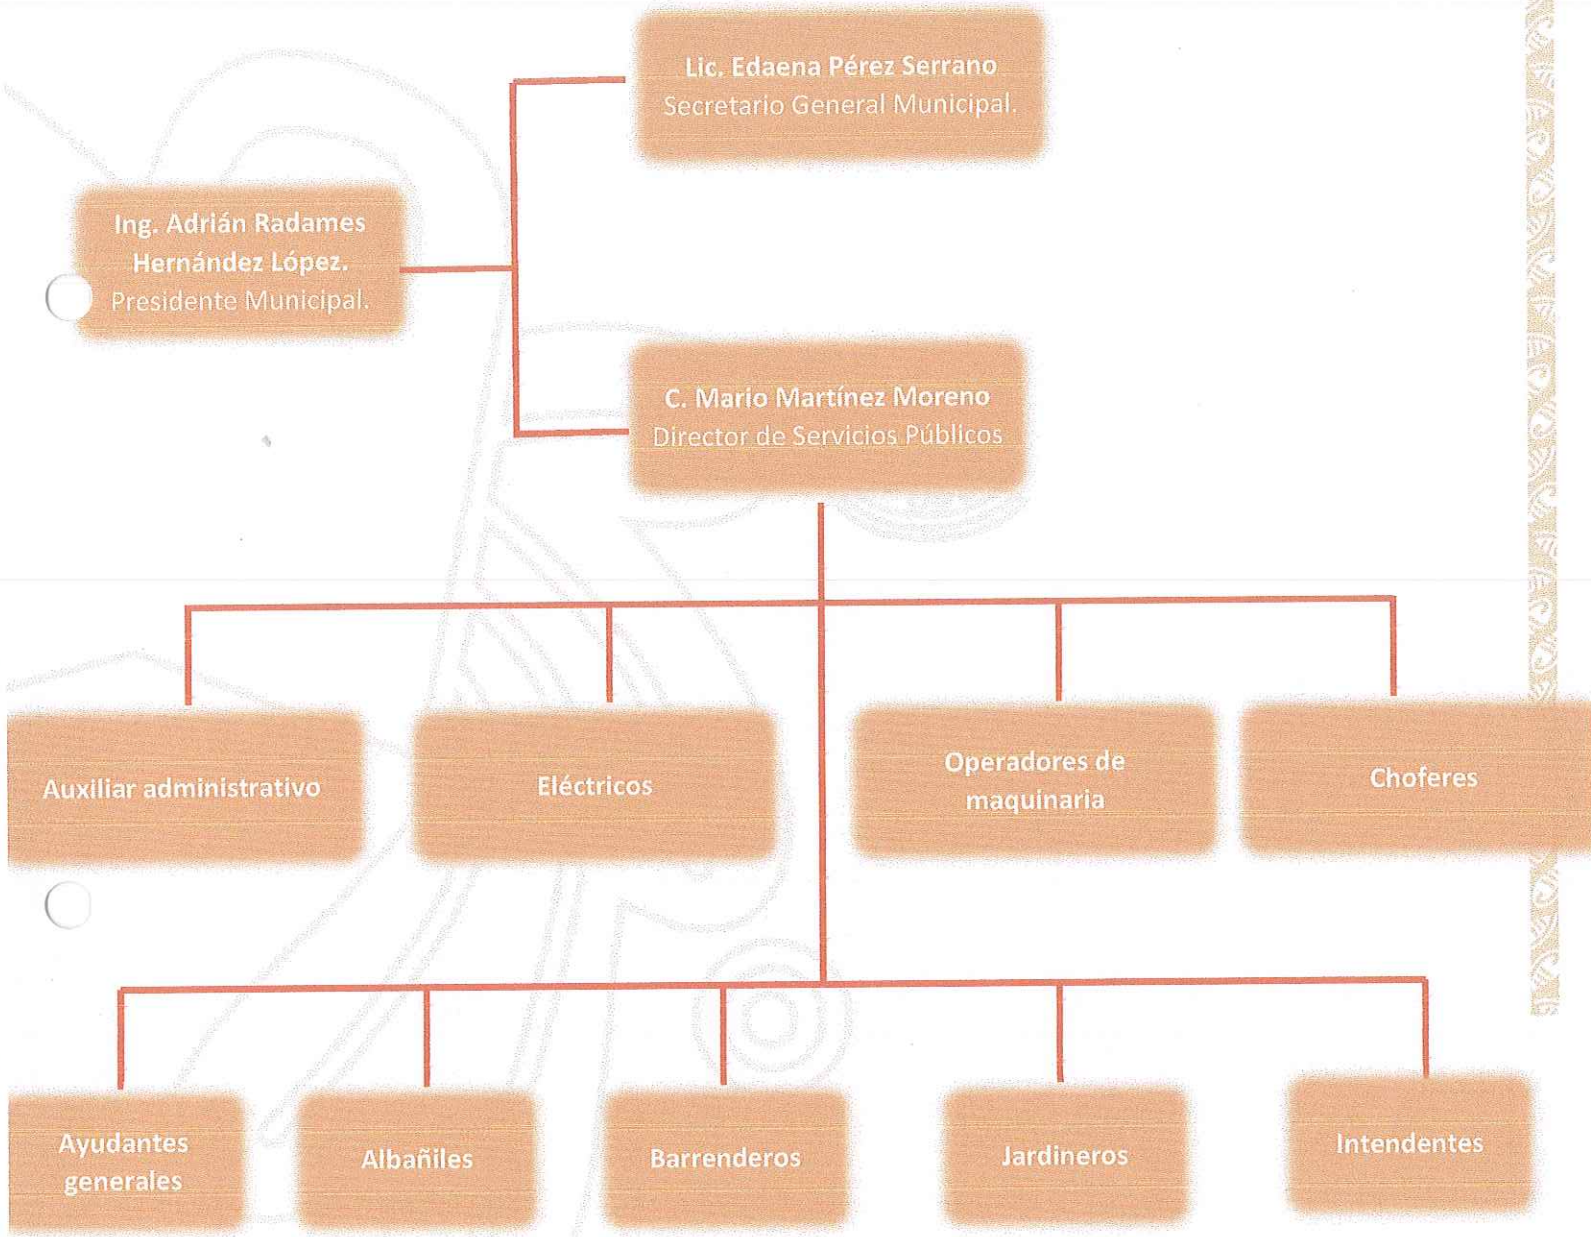 Lic. Edaena Pérez Serrano
Secretario General Municipal.
Ing. Adrián Radames
Hernández López.
Presidente Municipal.
C. Mario Martínez Moreno
Director de Servicios Públicos
Auxiliar administrativo
Eléctricos
Operadores de
maquinaria
Choferes
Ayudantes
generales
Albañiles
Barrenderos
Jardineros
Intendentes